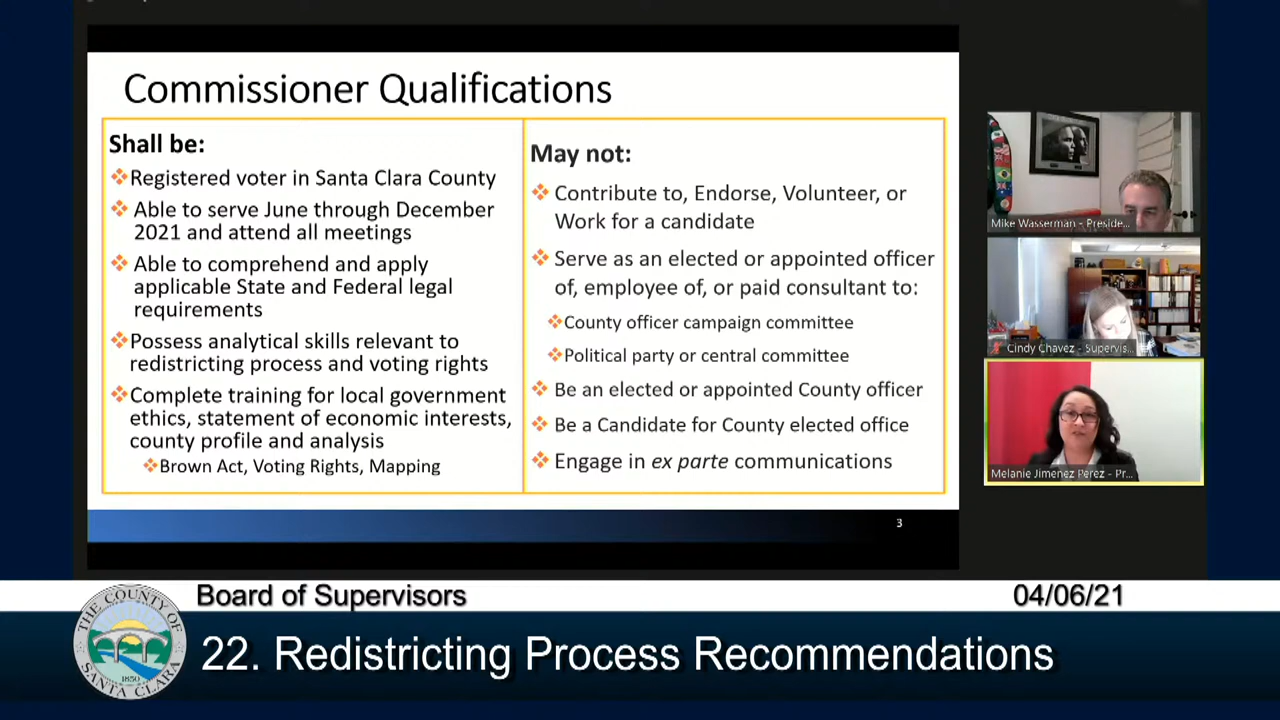 Commissioner Qualifications
Shall be:
❖Registered voter in Santa Clara County
❖Able to serve June through December
2021 and attend all meetings
❖Able to comprehend and apply
applicable State and Federal legal
requirements
❖Possess analytical skills relevant to
redistricting process and voting rights
❖Complete training for local government
ethics, statement of economic interests,
county profile and analysis
❖Brown Act, Voting Rights, Mapping
May not:
❖Contribute to, Endorse, Volunteer, or
Work for a candidate
❖Serve as an elected or appointed officer
of, employee of, or paid consultant to:
❖County officer campaign committee
❖Political party or central committee
❖Be an elected or appointed County officer
❖Be a Candidate for County elected office
❖Engage in ex parte communications
3
Mike Wasserman - Preside...
Cindy Chavez - Supervis...
Melanie Jimenez Perez - Pr...
Board of Supervisors
04/06/21
THE COUNTY OF
SANTA CLARA
1850
22. Redistricting Process Recommendations